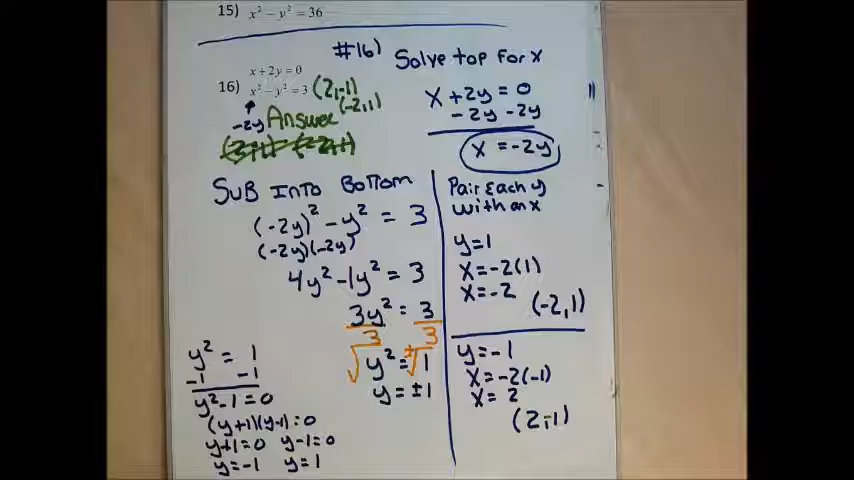 15) x² - y² = 36
#16) Solve top for x
16) x + 2y = 0
x² - y² = 3 (2,-1)
(-2,1)
-2y Answer
x + 2y = 0
-2y -2y
x = -2y
Sub Into Bottom
(-2y)² - y² = 3
(-2y)(-2y)
4y² - 1y² = 3
3y² = 3
3 3
√y² = ±√1
y = ±1
y² = 1
-1 -1
y² - 1 = 0
(y+1)(y-1) = 0
y+1=0 y-1=0
y=-1 y=1
Pair Each y
with an x
y=1
x=-2(1)
x=-2
(-2,1)
y=-1
x=-2(-1)
x=2
(2,-1)